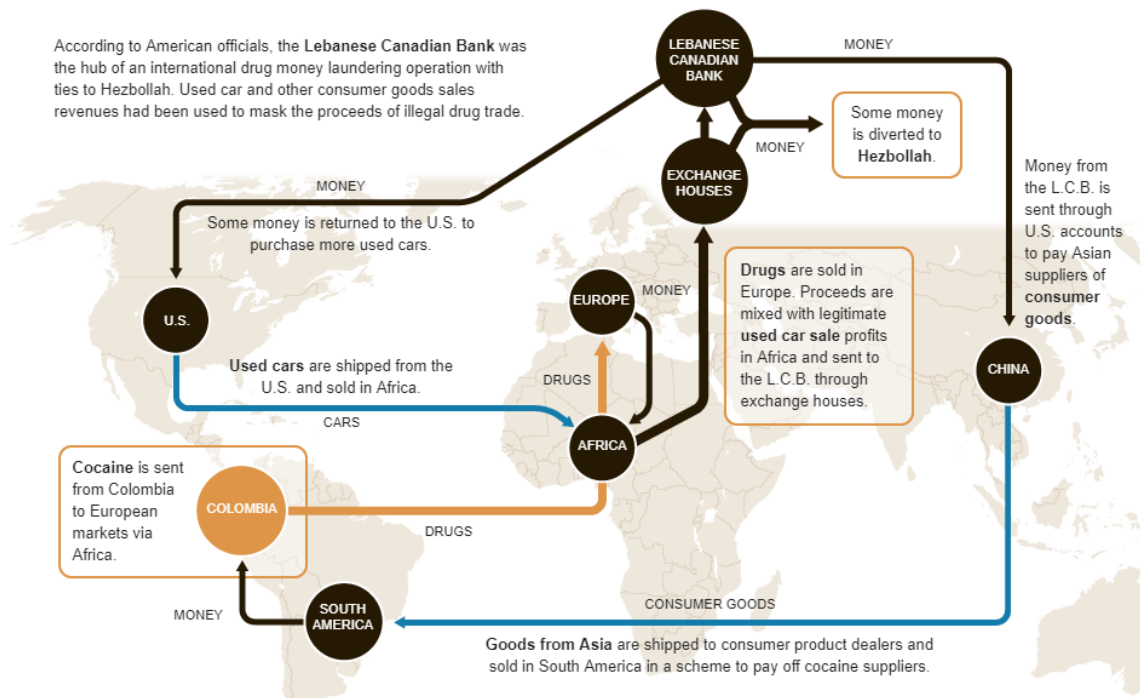 According to American officials, the Lebanese Canadian Bank was
the hub of an international drug money laundering operation with
ties to Hezbollah. Used car and other consumer goods sales
revenues had been used to mask the proceeds of illegal drug trade.
LEBANESE
CANADIAN
BANK
MONEY
Some money
is diverted to
Hezbollah.
MONEY
EXCHANGE
HOUSES
Money from
the L.C.B. is
sent through
U.S. accounts
to pay Asian
suppliers of
consumer
goods.
MONEY
Some money is returned to the U.S. to
purchase more used cars.
Drugs are sold in
Europe. Proceeds are
mixed with legitimate
used car sale profits
in Africa and sent to
the L.C.B. through
exchange houses.
EUROPE
MONEY
U.S.
CHINA
Used cars are shipped from the
U.S. and sold in Africa.
DRUGS
CARS
AFRICA
Cocaine is sent
from Colombia
to European
markets via
Africa.
COLOMBIA
DRUGS
MONEY
SOUTH
AMERICA
CONSUMER GOODS
Goods from Asia are shipped to consumer product dealers and
sold in South America in a scheme to pay off cocaine suppliers.